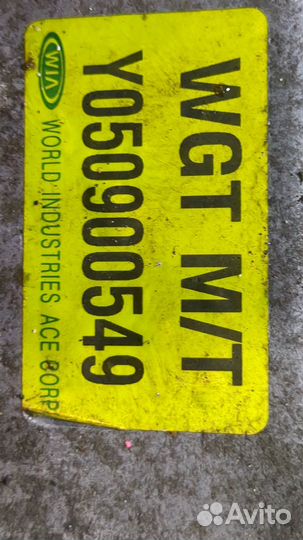 WGT M/T
Y050900549
WIA WORLD INDUSTRIES ACE CORP
Avito